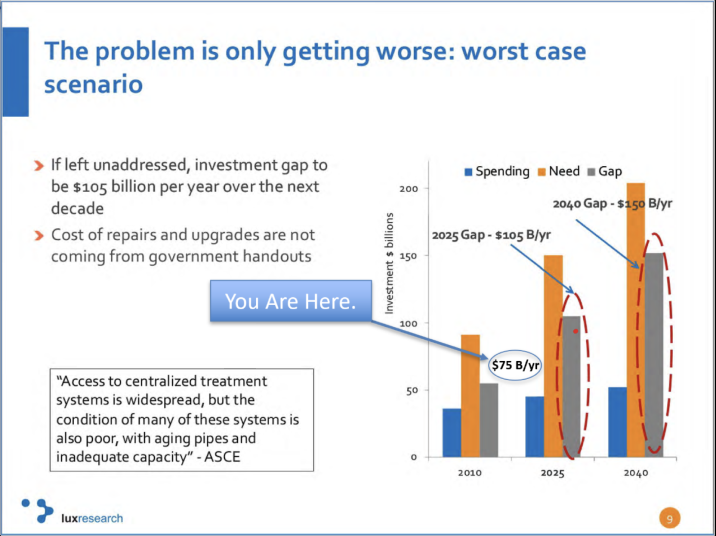 The problem is only getting worse: worst case
scenario
If left unaddressed, investment gap to
be $105 billion per year over the next
decade
Cost of repairs and upgrades are not
coming from government handouts
You Are Here.
"Access to centralized treatment
systems is widespread, but the
condition of many of these systems is
also poor, with aging pipes and
inadequate capacity" - ASCE
Spending Need Gap
Investment $ billions
200
150
100
50
0
2040 Gap - $150 B/yr
2025 Gap - $105 B/yr
$75 B/yr
2010 2025 2040
luxresearch
9